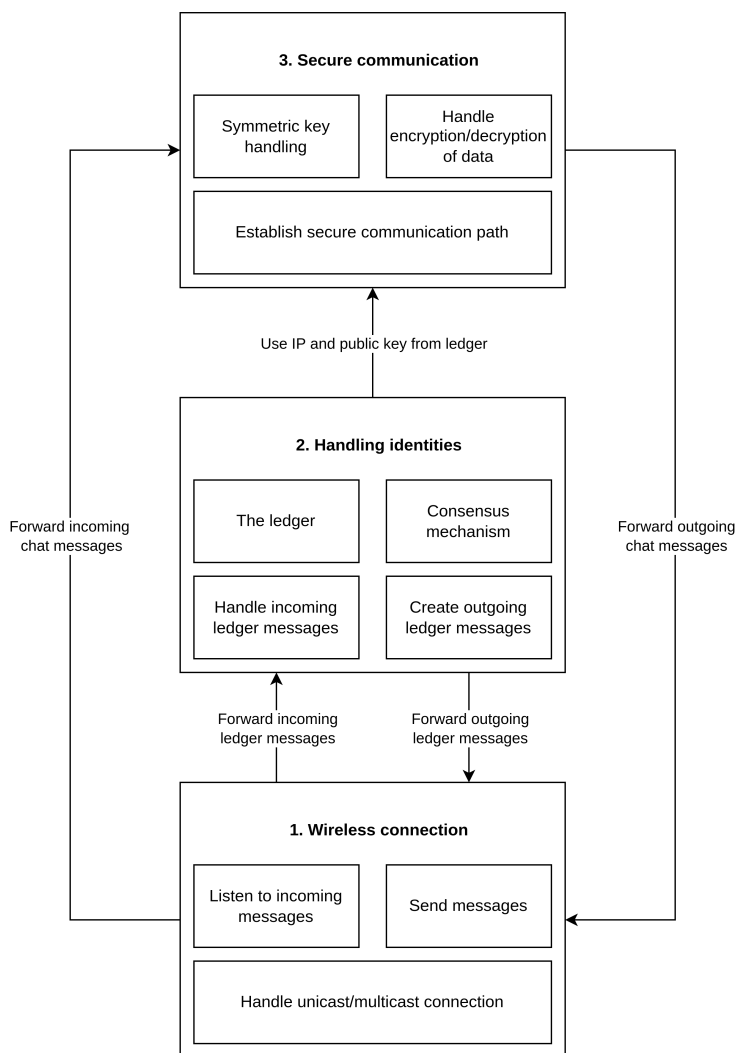 3. Secure communication
Symmetric key
handling
Handle
encryption/decryption
of data
Establish secure communication path
Use IP and public key from ledger
2. Handling identities
The ledger
Consensus
mechanism
Forward incoming
chat messages
Forward outgoing
chat messages
Handle incoming
ledger messages
Create outgoing
ledger messages
Forward incoming
ledger messages
Forward outgoing
ledger messages
1. Wireless connection
Listen to incoming
messages
Send messages
Handle unicast/multicast connection